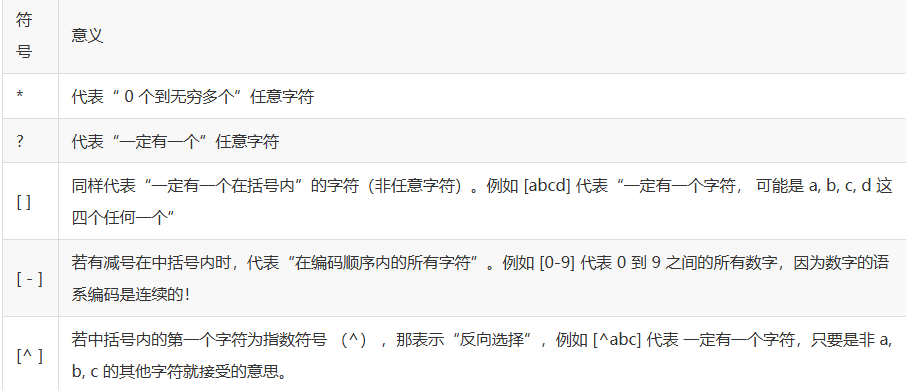 符
号
意义
*
代表“ 0 个到无穷多个”任意字符
?
代表“一定有一个”任意字符
[ ]
同样代表“一定有一个在括号内”的字符（非任意字符）。例如 [abcd] 代表“一定有一个字符， 可能是 a, b, c, d 这
四个任何一个”
[ - ]
若有减号在中括号内时，代表“在编码顺序内的所有字符”。例如 [0-9] 代表 0 到 9 之间的所有数字，因为数字的语
系编码是连续的！
[^ ]
若中括号内的第一个字符为指数符号 （^） ，那表示“反向选择”，例如 [^abc] 代表 一定有一个字符，只要是非 a,
b, c 的其他字符就接受的意思。